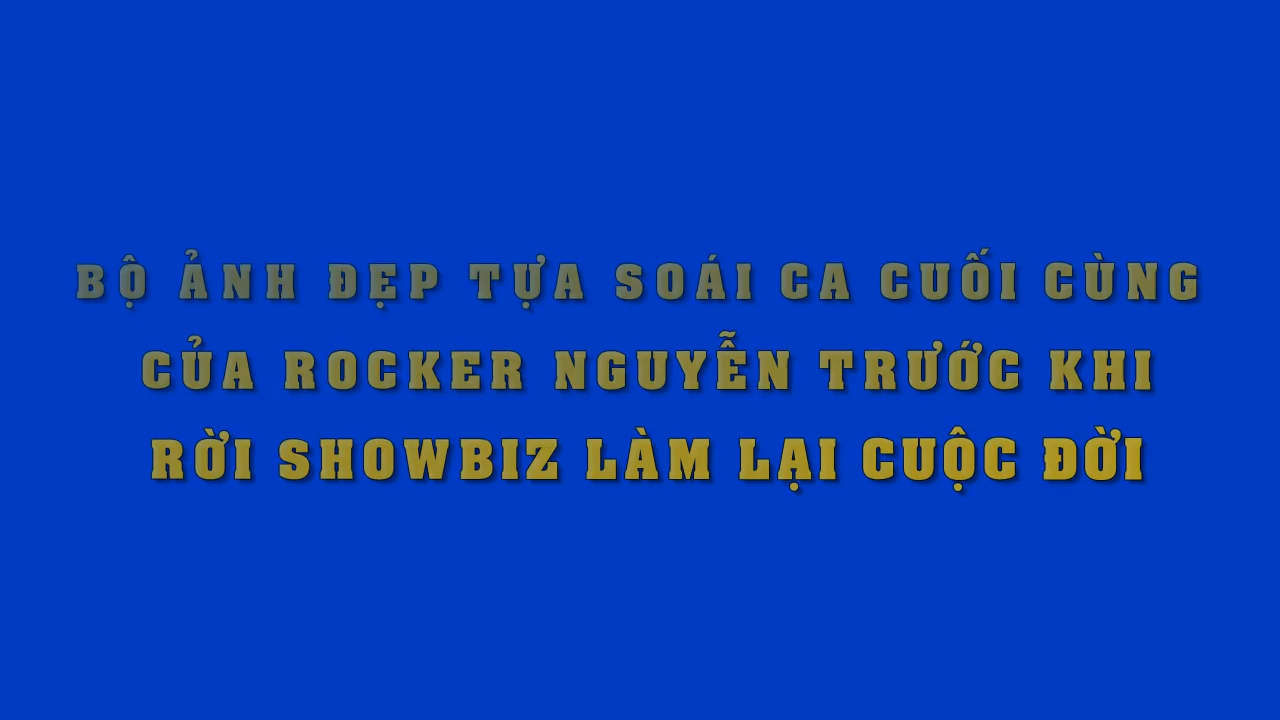 BỘ ẢNH ĐẸP TỰA SOÁI CA CUỐI CÙNG
CỦA ROCKER NGUYỄN TRƯỚC KHI
RỜI SHOWBIZ LÀM LẠI CUỘC ĐỜI